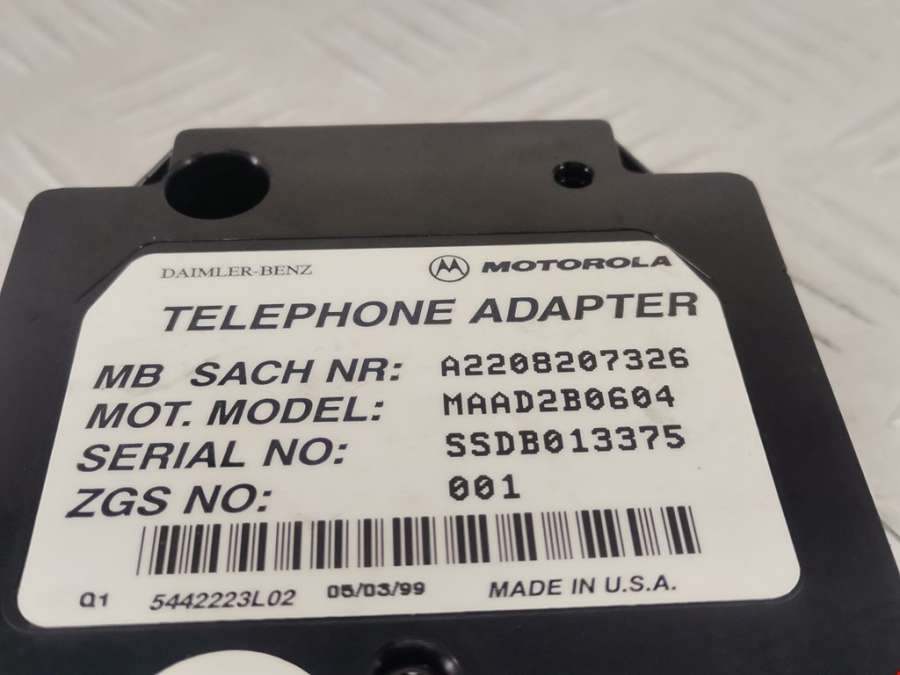 DAIMLER-BENZ MOTOROLA
TELEPHONE ADAPTER
MB SACH NR: A2208207326
MOT. MODEL: MAAD2B0604
SERIAL NO: SSDB013375
ZGS NO: 001
Q1 5442223L02 05/03/99 MADE IN U.S.A.